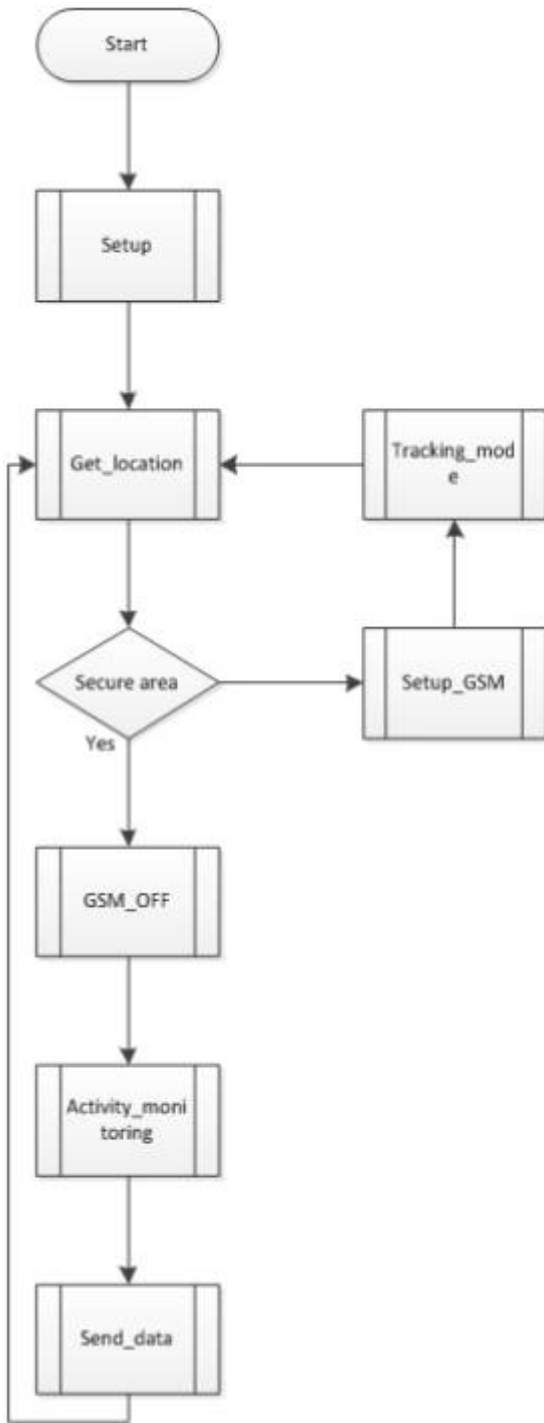 Start
Setup
Get_location
Tracking_mod
e
Secure area
Setup_GSM
Yes
GSM_OFF
Activity_moni
toring
Send_data